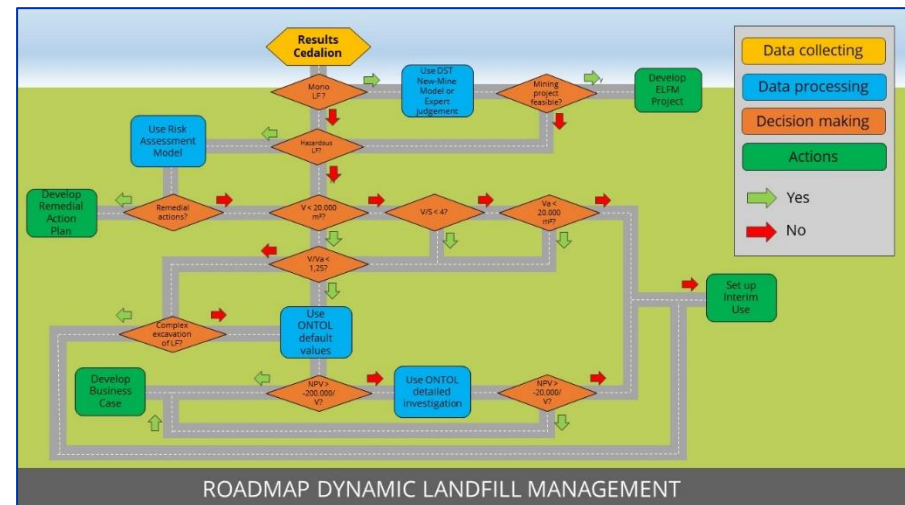 Results
Cedalion
Mono
LF?
Use DST
New-Mine
Model or
Expert
judgement
Mining
project
feasible?
Develop
ELFM
Project
Data collecting
Data processing
Decision making
Actions
Yes
No
Use Risk
Assessment
Model
Hazardous
LF?
Develop
Remedial
Action
Plan
Remedial
actions?
V < 20.000
m³?
V/S < 4?
Va <
20.000
m³?
V/Va <
1,25?
Set up
Interim
Use
Complex
excavation
of LF?
Use
ONTOL
default
values
Develop
Business
Case
NPV >
-200.000/
V?
Use ONTOL
detailed
investigation
NPV >
-20.000/
V?
ROADMAP DYNAMIC LANDFILL MANAGEMENT